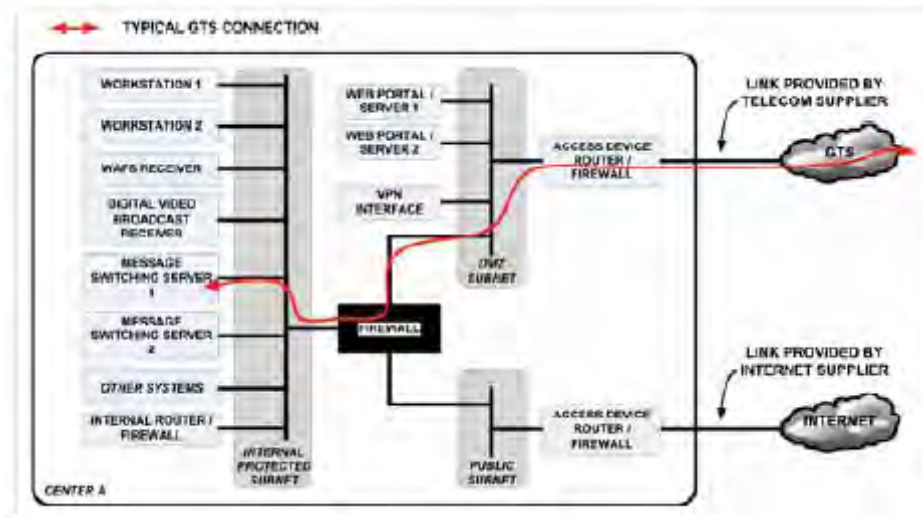 TYPICAL GTS CONNECTION
WORKSTATION 1
WORKSTATION 2
WAFS RECEIVER
DIGITAL VIDEO
BROADCAST
RECEIVER
MESSAGE
SWITCHING SERVER
1
MESSAGE
SWITCHING SERVER
2
OTHER SYSTEMS
INTERNAL ROUTER /
FIREWALL
INTERNAL
PROTECTED
SUBNET
CENTER A
WEB PORTAL /
SERVER 1
WEB PORTAL /
SERVER 2
VPN
INTERFACE
DMZ
SUBNET
FIREWALL
PUBLIC
SUBNET
ACCESS DEVICE
ROUTER /
FIREWALL
ACCESS DEVICE
ROUTER /
FIREWALL
LINK PROVIDED BY
TELECOM SUPPLIER
GTS
LINK PROVIDED BY
INTERNET SUPPLIER
INTERNET